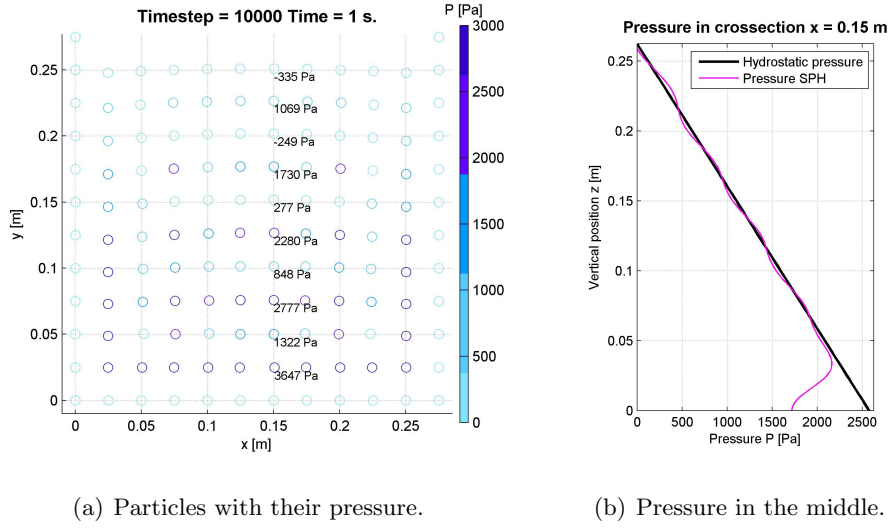 Timestep = 10000 Time = 1 s.
P [Pa]
3000
2500
2000
1500
1000
500
0
0.25
0.2
0.15
0.1
0.05
0
y [m]
-335 Pa
1069 Pa
-249 Pa
1730 Pa
277 Pa
2280 Pa
848 Pa
2777 Pa
1322 Pa
3647 Pa
0 0.05 0.1 0.15 0.2 0.25
x [m]
(a) Particles with their pressure.
Pressure in crossection x = 0.15 m
Hydrostatic pressure
Pressure SPH
0.25
0.2
0.15
0.1
0.05
0
Vertical position z [m]
0 500 1000 1500 2000 2500
Pressure P [Pa]
(b) Pressure in the middle.